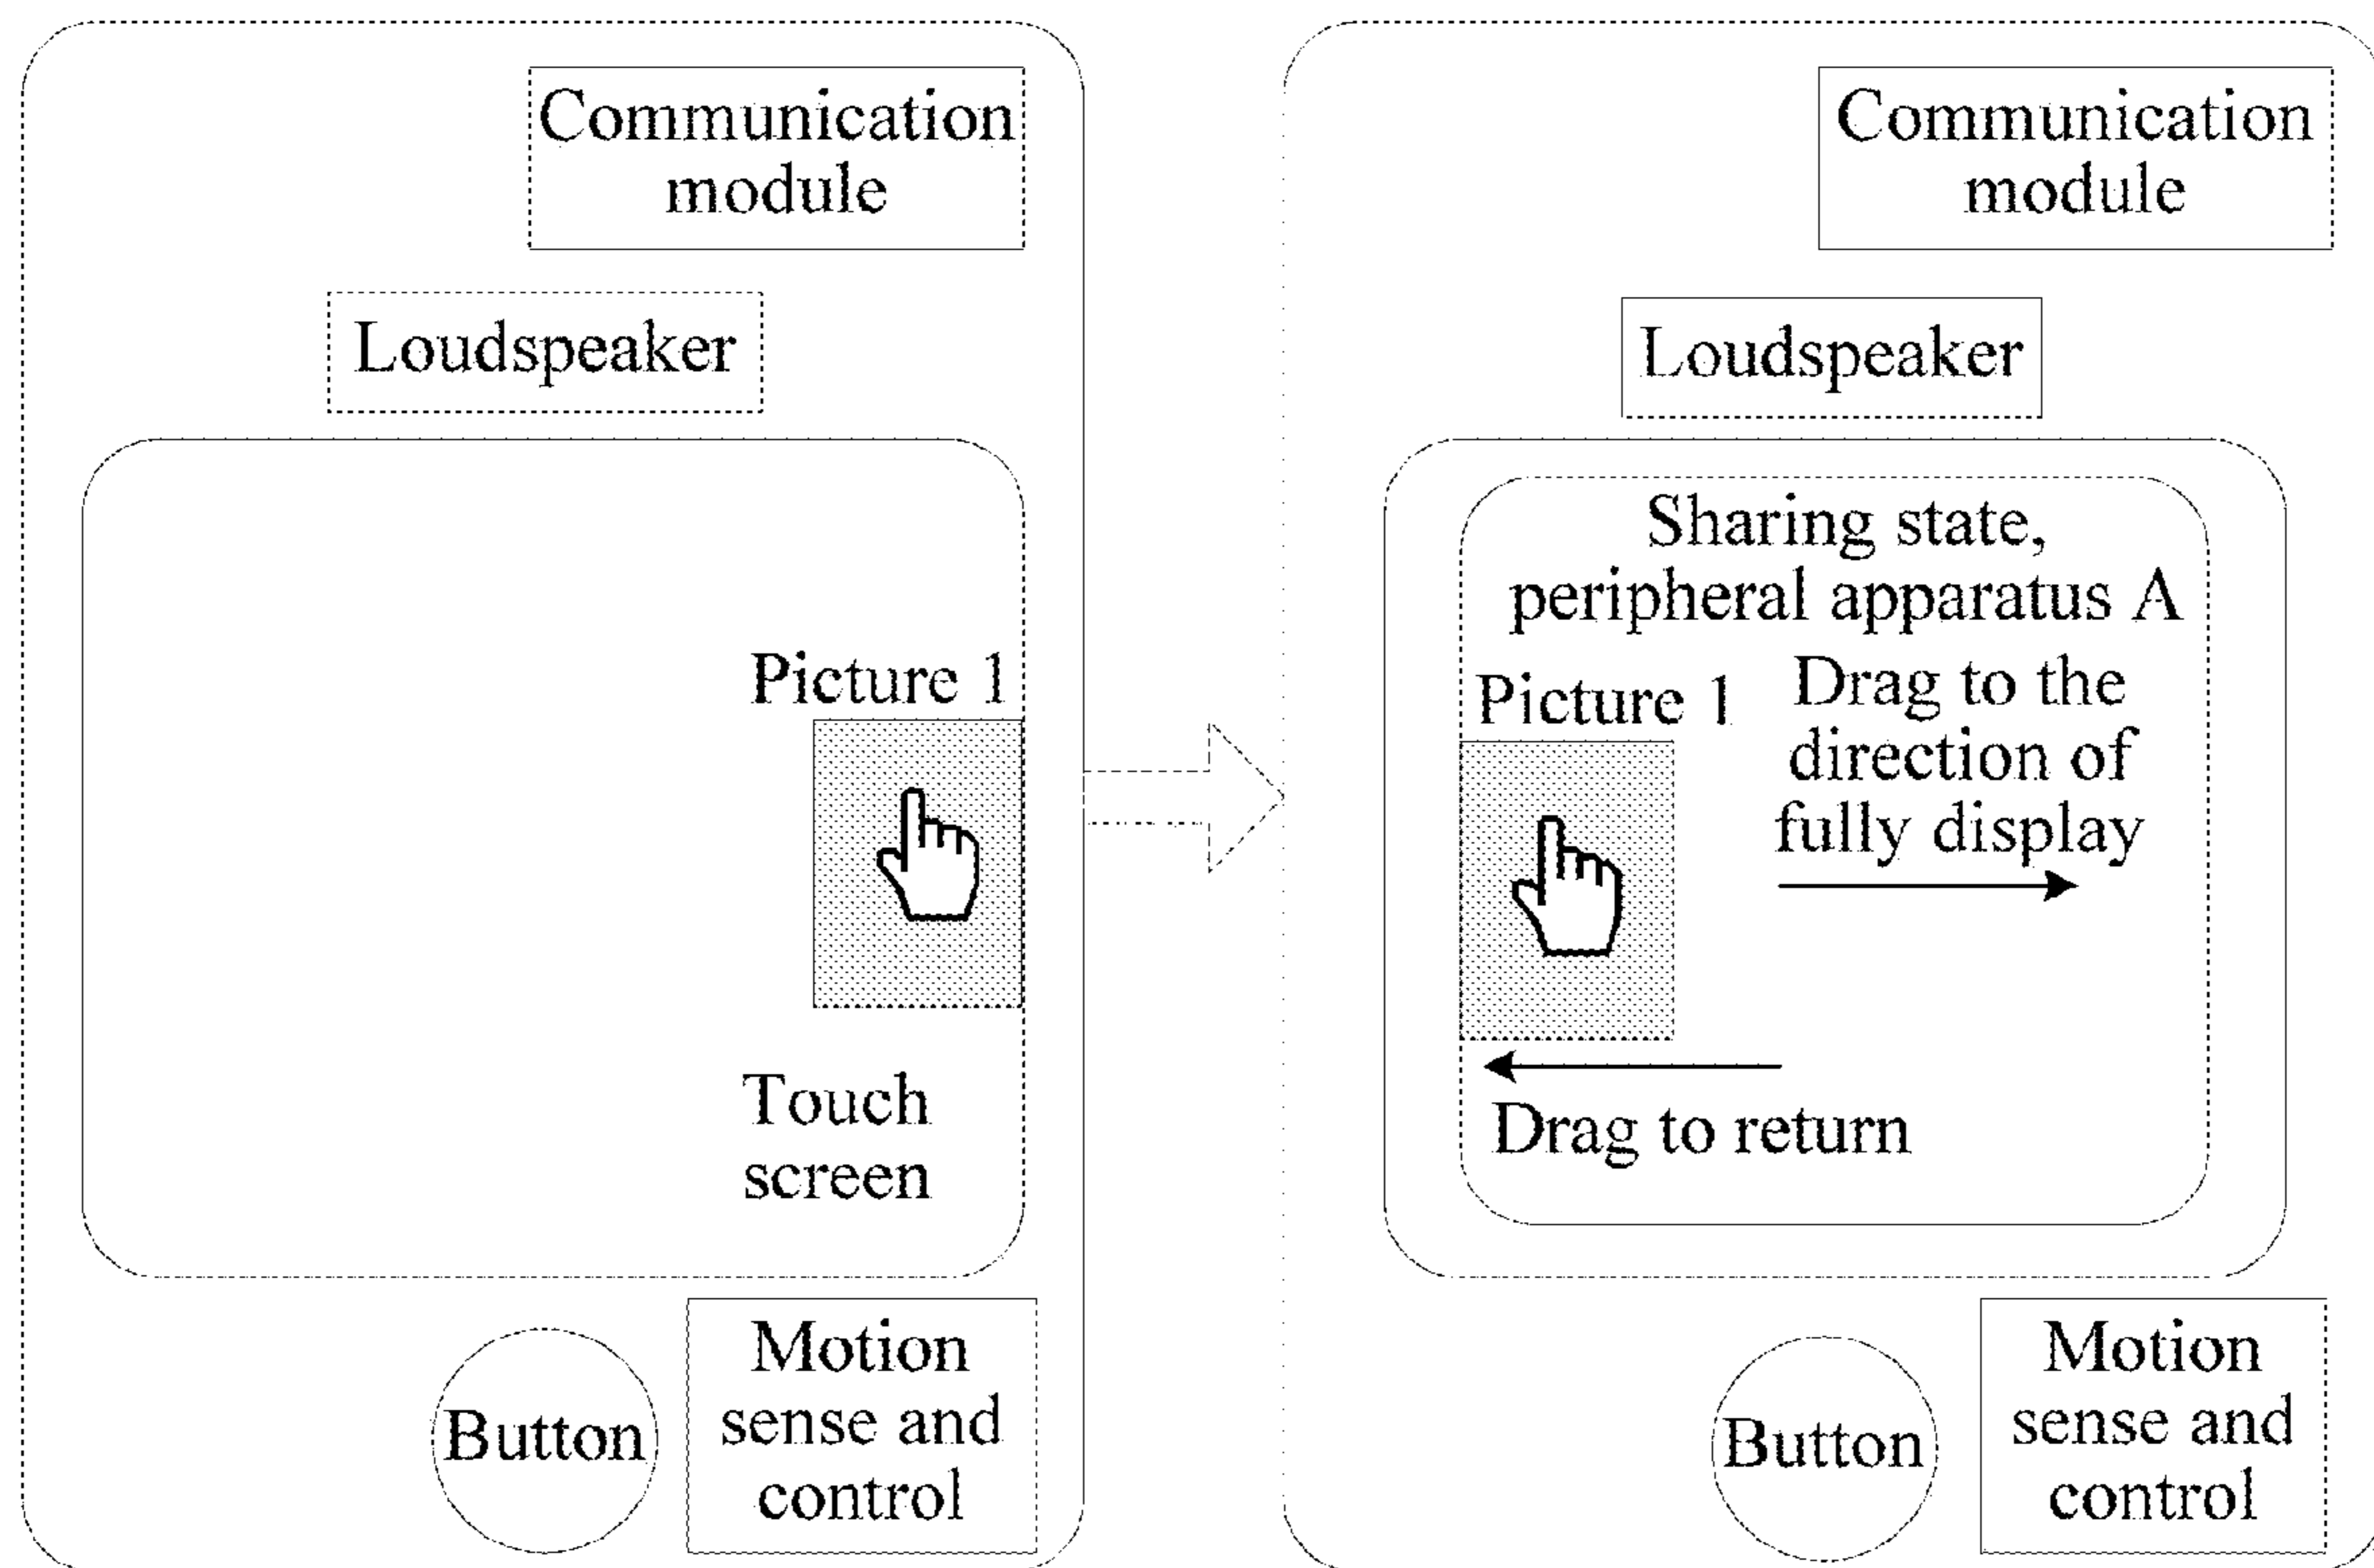 Communication
module
Loudspeaker
Picture 1
Touch
screen
Button
Motion
sense and
control
Communication
module
Loudspeaker
Sharing state,
peripheral apparatus A
Picture 1
Drag to the
direction of
fully display
Drag to return
Button
Motion
sense and
control